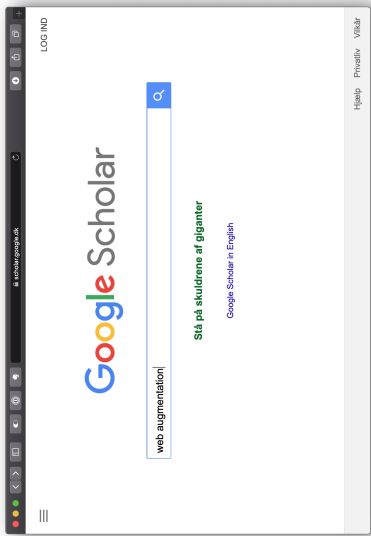 scholar.google.dk
LOG IND
Google Scholar
web augmentation
Stå på skuldrene af giganter
Google Scholar in English
Hjælp Privatliv Vilkår